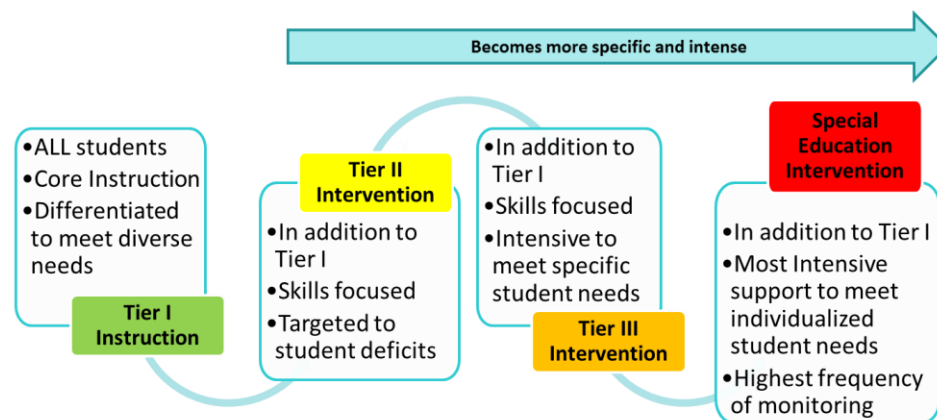 Becomes more specific and intense
•ALL students
•Core Instruction
•Differentiated
to meet diverse
needs
Tier I
Instruction
Tier II
Intervention
•In addition to
Tier I
•Skills focused
•Targeted to
student deficits
•In addition to
Tier I
•Skills focused
•Intensive to
meet specific
student needs
Tier III
Intervention
Special
Education
Intervention
•In addition to Tier I
•Most Intensive
support to meet
individualized
student needs
•Highest frequency
of monitoring